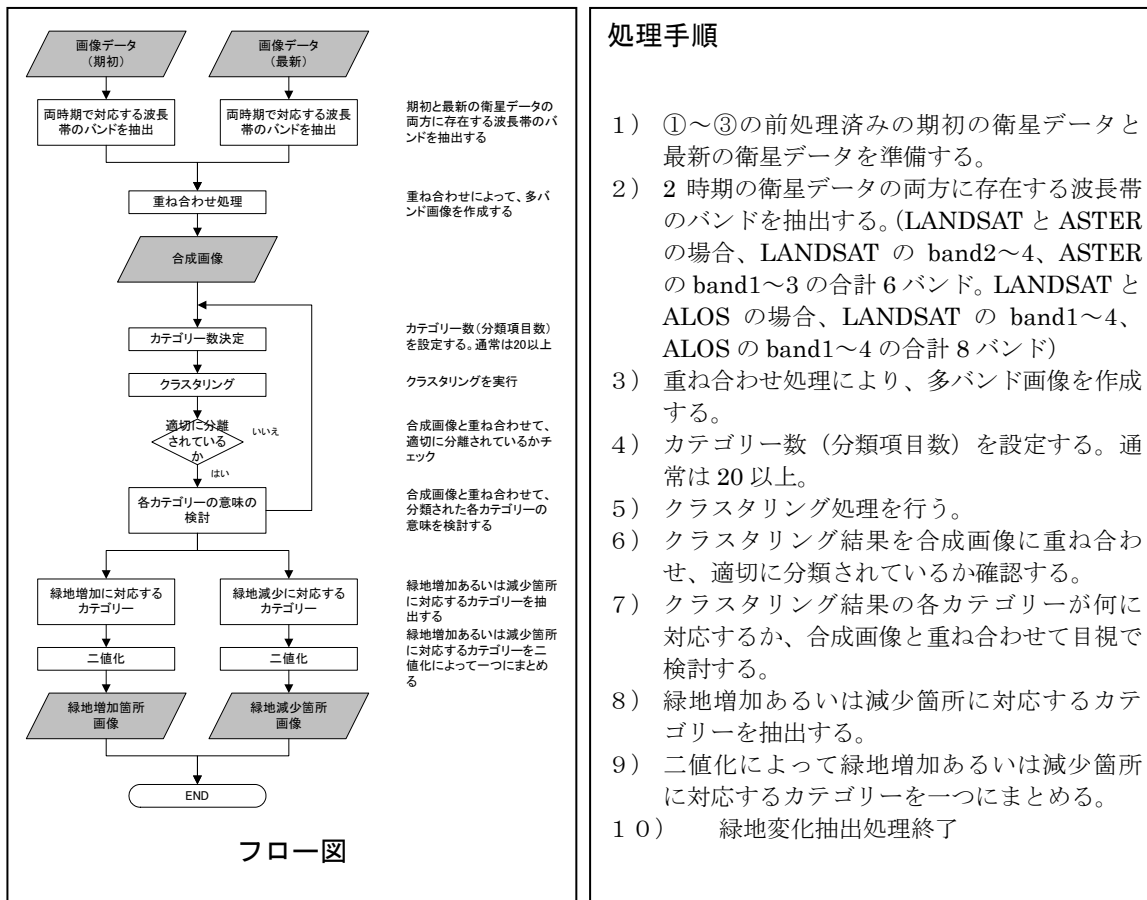 画像データ
（期初）
画像データ
（最新）
両時期で対応する波長
帯のバンドを抽出
両時期で対応する波長
帯のバンドを抽出
期初と最新の衛星データの
両方に存在する波長帯のバ
ンドを抽出する
重ね合わせ処理
重ね合わせによって、多バ
ンド画像を作成する
合成画像
カテゴリー数決定
カテゴリー数（分類項目数）
を設定する。通常は20以上
クラスタリング
クラスタリングを実行
適切に分離
されている
か
いいえ
はい
合成画像と重ね合わせて、
適切に分離されているかチ
ェック
各カテゴリーの意味の
検討
合成画像と重ね合わせて、
分類された各カテゴリーの
意味を検討する
緑地増加に対応する
カテゴリー
緑地減少に対応する
カテゴリー
緑地増加あるいは減少箇所
に対応するカテゴリーを抽
出する
二値化
二値化
緑地増加あるいは減少箇所
に対応するカテゴリーを二
値化によって一つにまとめ
る
緑地増加箇所
画像
緑地減少箇所
画像
END
フロー図
処理手順
１） ①～③の前処理済みの期初の衛星データと
最新の衛星データを準備する。
２） 2 時期の衛星データの両方に存在する波長帯
のバンドを抽出する。（LANDSAT と ASTER
の場合、LANDSAT の band2～4、ASTER
の band1～3 の合計 6 バンド。LANDSAT と
ALOS の場合、LANDSAT の band1～4、
ALOS の band1～4 の合計 8 バンド）
３） 重ね合わせ処理により、多バンド画像を作成
する。
４） カテゴリー数（分類項目数）を設定する。通
常は 20 以上。
５） クラスタリング処理を行う。
６） クラスタリング結果を合成画像に重ね合わ
せ、適切に分類されているか確認する。
７） クラスタリング結果の各カテゴリーが何に
対応するか、合成画像と重ね合わせて目視で
検討する。
８） 緑地増加あるいは減少箇所に対応するカテ
ゴリーを抽出する。
９） 二値化によって緑地増加あるいは減少箇所
に対応するカテゴリーを一つにまとめる。
１０） 緑地変化抽出処理終了